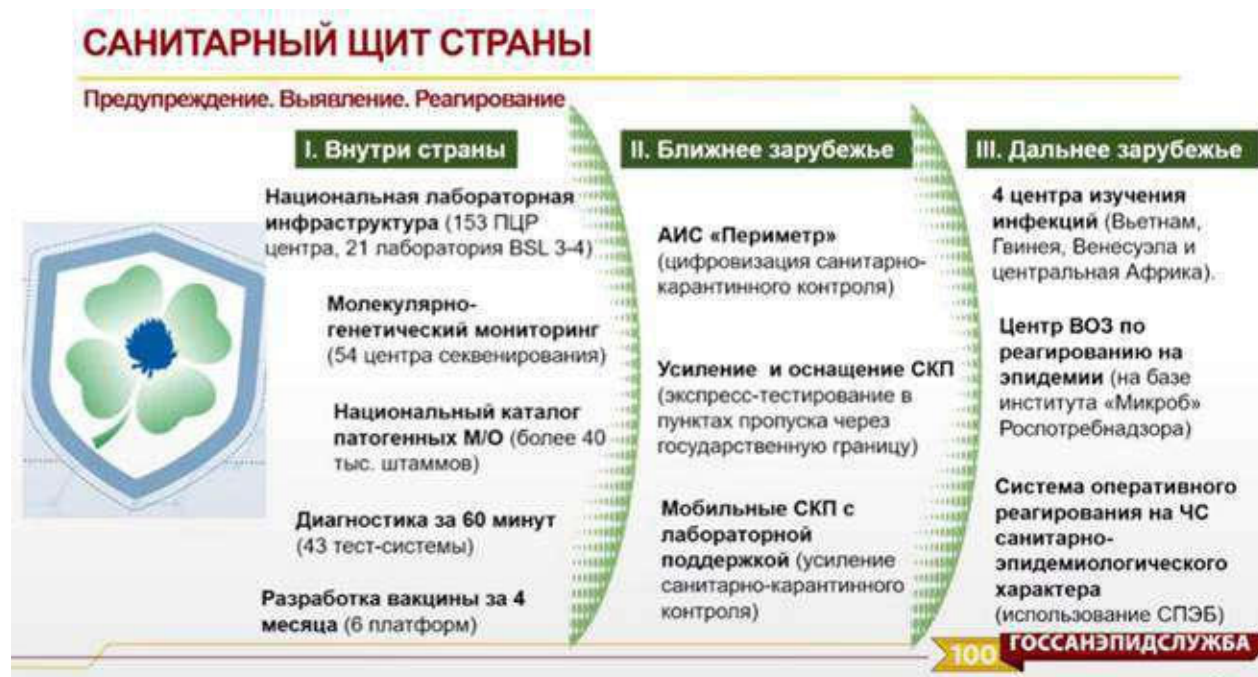 САНИТАРНЫЙ ЩИТ СТРАНЫ
Предупреждение. Выявление. Реагирование
I. Внутри страны
Национальная лабораторная
инфраструктура (153 ПЦР
центра, 21 лаборатория BSL 3-4)
Молекулярно-
генетический мониторинг
(54 центра секвенирования)
Национальный каталог
патогенных М/О (более 40
тыс. штаммов)
Диагностика за 60 минут
(43 тест-системы)
Разработка вакцины за 4
месяца (6 платформ)
II. Ближнее зарубежье
АИС «Периметр»
(цифровизация санитарно-
карантинного контроля)
Усиление и оснащение СКП
(экспресс-тестирование в
пунктах пропуска через
государственную границу)
Мобильные СКП с
лабораторной
поддержкой (усиление
санитарно-карантинного
контроля)
III. Дальнее зарубежье
4 центра изучения
инфекций (Вьетнам,
Гвинея, Венесуэла и
центральная Африка).
Центр ВОЗ по
реагированию на
эпидемии (на базе
института «Микроб»
Роспотребнадзора)
Система оперативного
реагирования на ЧС
санитарно-
эпидемиологического
характера
(использование СПЭБ)
100 ГОССАНЭПИДСЛУЖБА